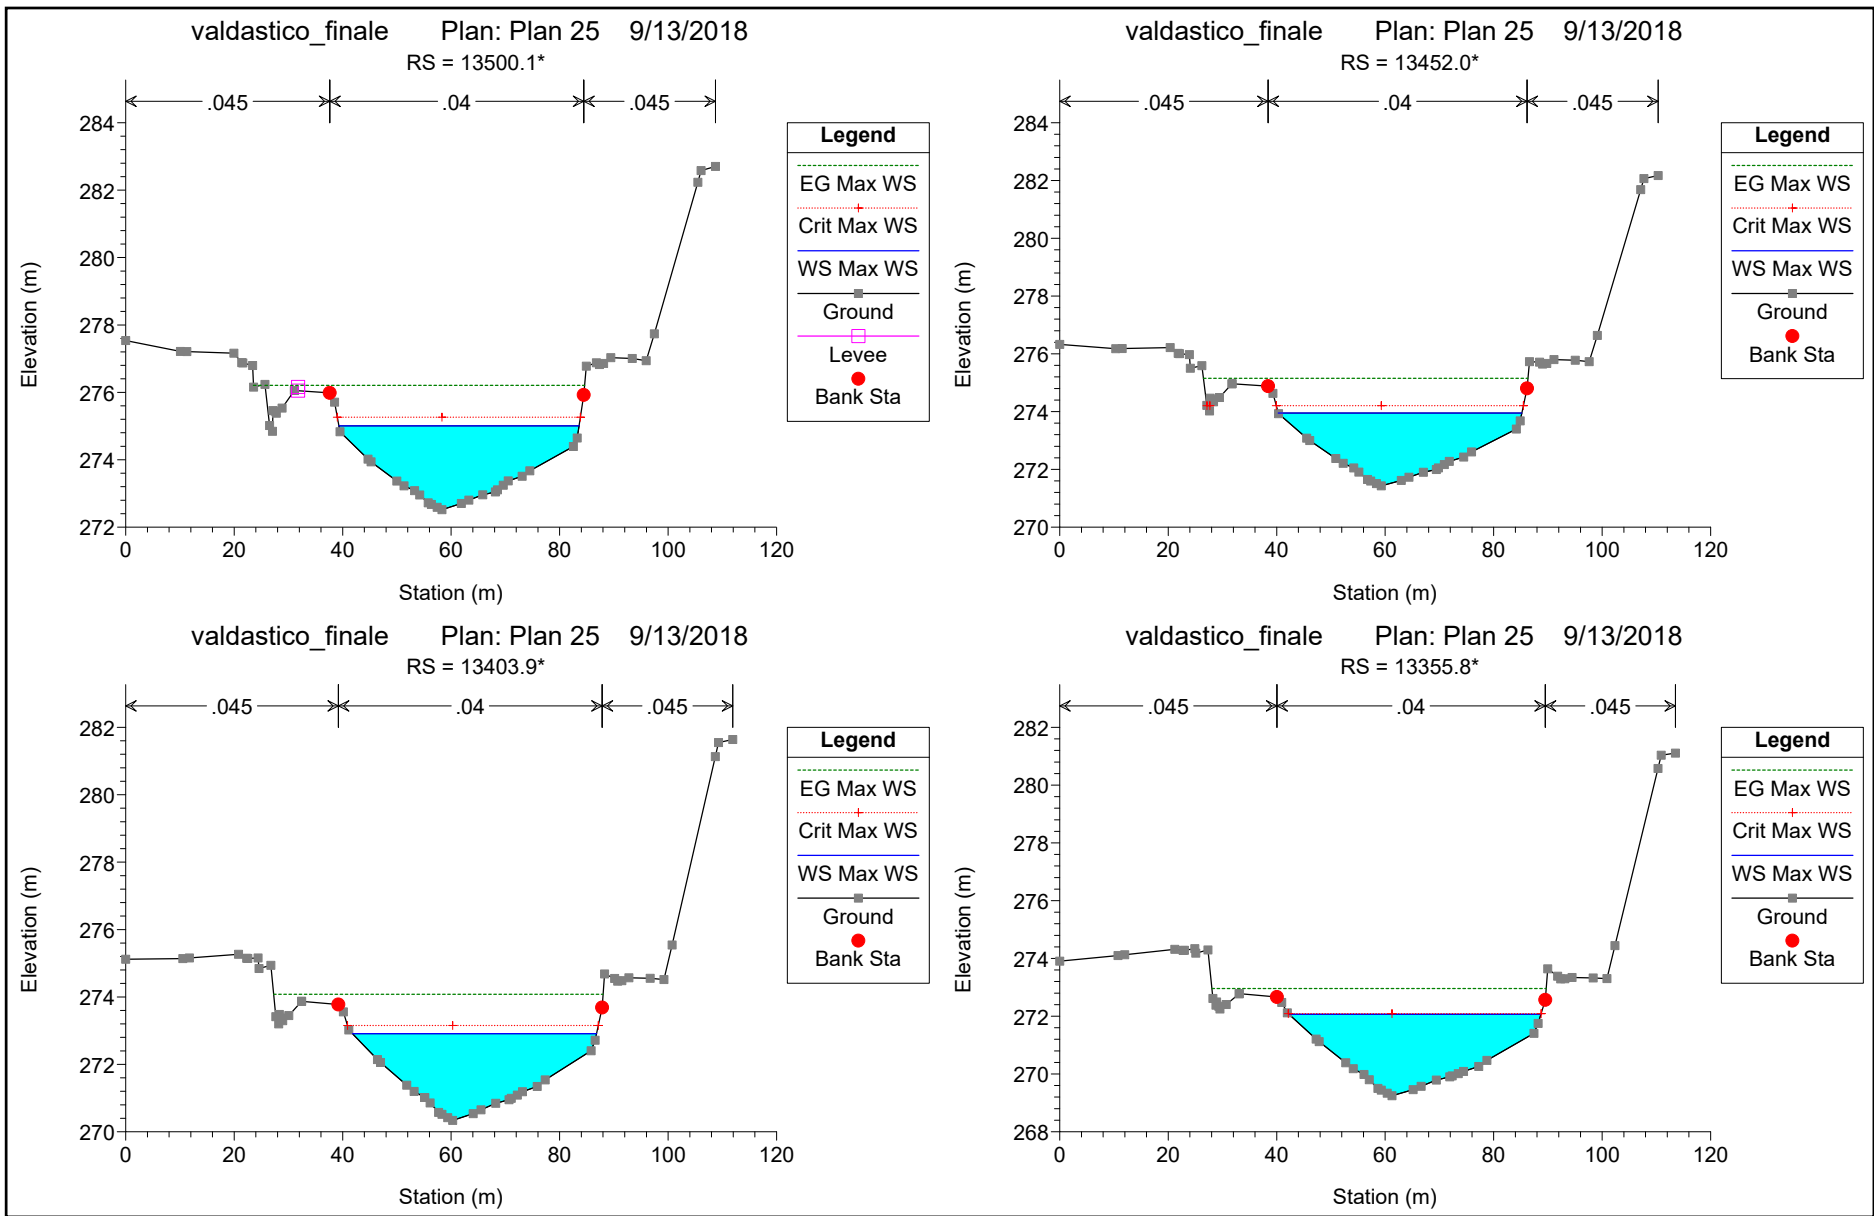 valdastico_finale Plan: Plan 25 9/13/2018
RS = 13500.1*
.045 .04 .045
284
282
280
278
276
274
272
Elevation (m)
0 20 40 60 80 100 120
Station (m)
Legend
EG Max WS
Crit Max WS
WS Max WS
Ground
Levee
Bank Sta
valdastico_finale Plan: Plan 25 9/13/2018
RS = 13452.0*
.045 .04 .045
284
282
280
278
276
274
272
270
Elevation (m)
0 20 40 60 80 100 120
Station (m)
Legend
EG Max WS
Crit Max WS
WS Max WS
Ground
Bank Sta
valdastico_finale Plan: Plan 25 9/13/2018
RS = 13403.9*
.045 .04 .045
282
280
278
276
274
272
270
Elevation (m)
0 20 40 60 80 100 120
Station (m)
Legend
EG Max WS
Crit Max WS
WS Max WS
Ground
Bank Sta
valdastico_finale Plan: Plan 25 9/13/2018
RS = 13355.8*
.045 .04 .045
282
280
278
276
274
272
270
268
Elevation (m)
0 20 40 60 80 100 120
Station (m)
Legend
EG Max WS
Crit Max WS
WS Max WS
Ground
Bank Sta